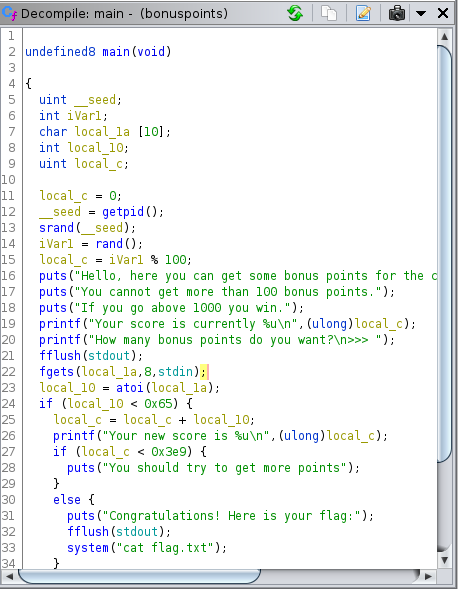 Decompile: main - (bonuspoints)
1
2 undefined8 main(void)
3
4 {
5 uint __seed;
6 int iVar1;
7 char local_1a [10];
8 int local_10;
9 uint local_c;
10
11 local_c = 0;
12 __seed = getpid();
13 srand(__seed);
14 iVar1 = rand();
15 local_c = iVar1 % 100;
16 puts("Hello, here you can get some bonus points for the c
17 puts("You cannot get more than 100 bonus points.");
18 puts("If you go above 1000 you win.");
19 printf("Your score is currently %u\n",(ulong)local_c);
20 printf("How many bonus points do you want?\n>>> ");
21 fflush(stdout);
22 fgets(local_1a,8,stdin);
23 local_10 = atoi(local_1a);
24 if (local_10 < 0x65) {
25 local_c = local_c + local_10;
26 printf("Your new score is %u\n",(ulong)local_c);
27 if (local_c < 0x3e9) {
28 puts("You should try to get more points");
29 }
30 else {
31 puts("Congratulations! Here is your flag:");
32 fflush(stdout);
33 system("cat flag.txt");
34 }